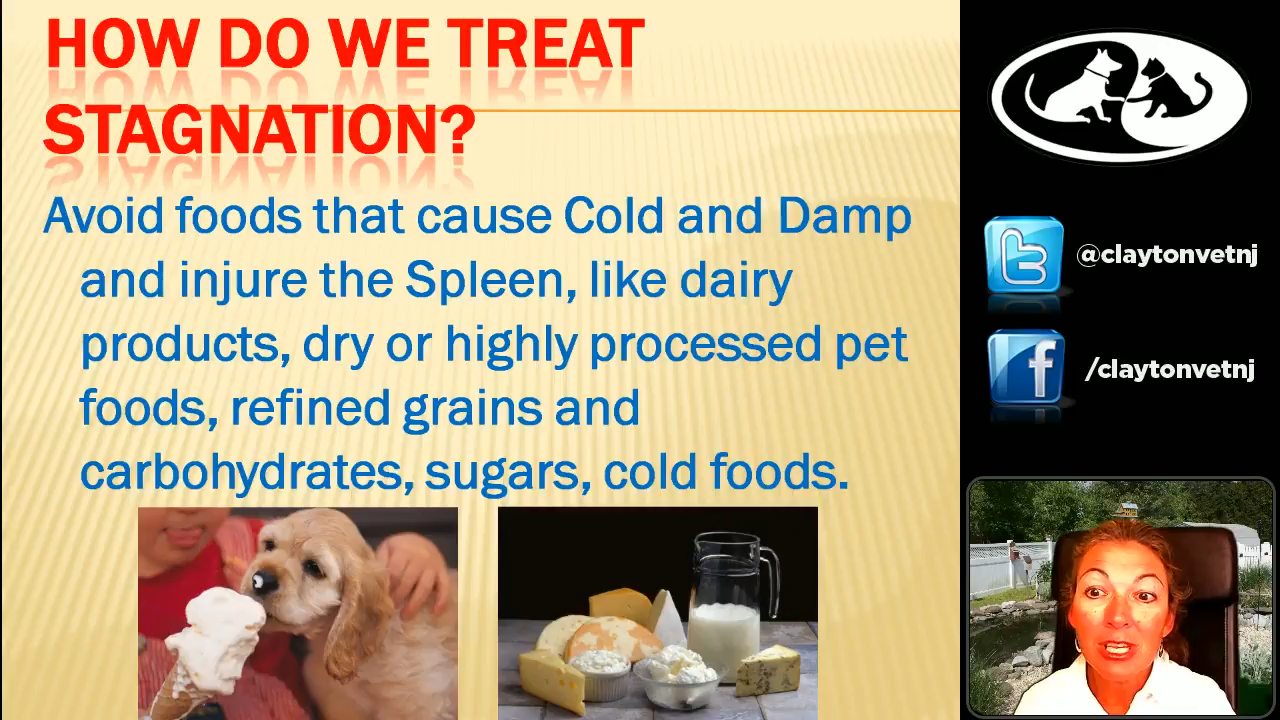 HOW DO WE TREAT
STAGNATION?
Avoid foods that cause Cold and Damp
and injure the Spleen, like dairy
products, dry or highly processed pet
foods, refined grains and
carbohydrates, sugars, cold foods.
@claytonvetnj
/claytonvetnj